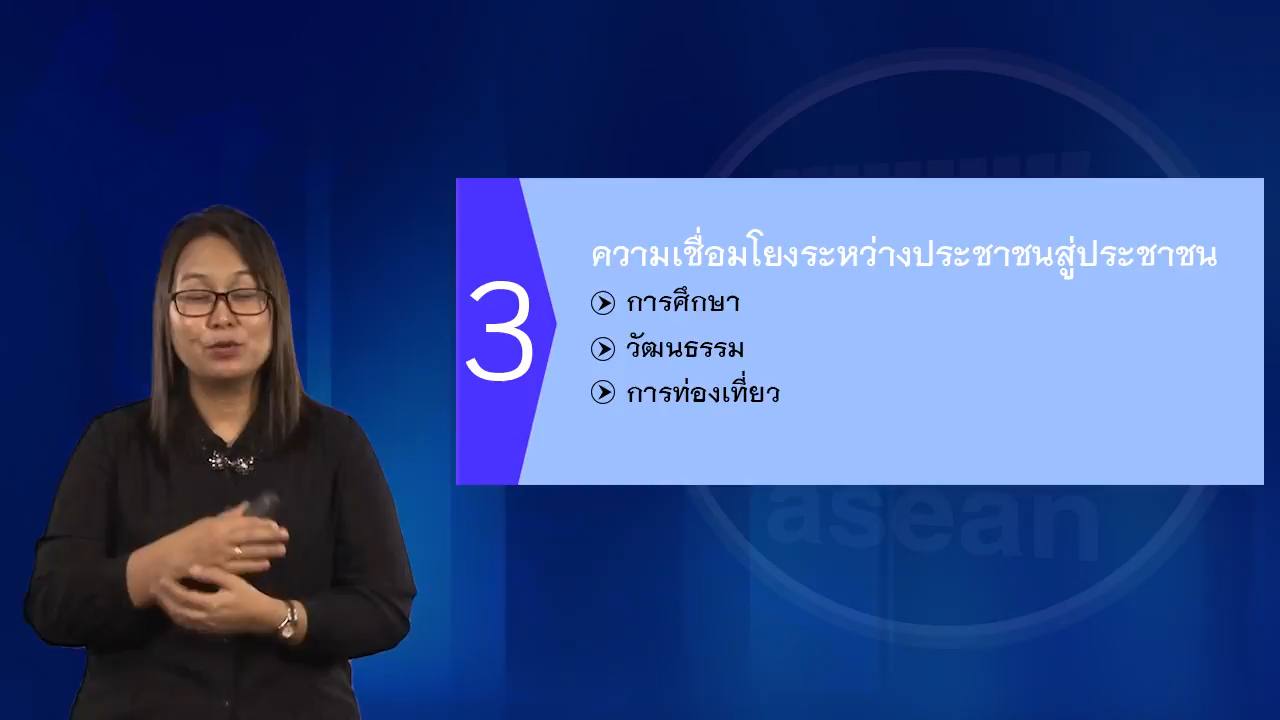 3
ความเชื่อมโยงระหว่างประชาชนสู่ประชาชน
การศึกษา
วัฒนธรรม
การท่องเที่ยว
asean